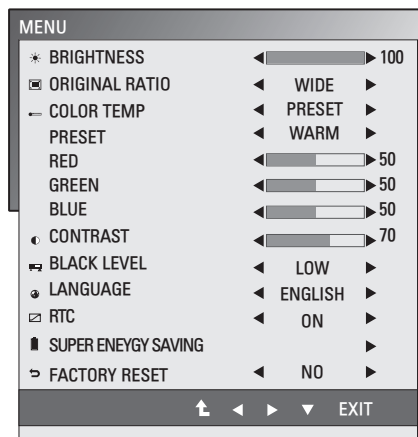 MENU
BRIGHTNESS 100
ORIGINAL RATIO WIDE
COLOR TEMP PRESET
PRESET WARM
RED 50
GREEN 50
BLUE 50
CONTRAST 70
BLACK LEVEL LOW
LANGUAGE ENGLISH
RTC ON
SUPER ENEYGY SAVING
FACTORY RESET NO
EXIT